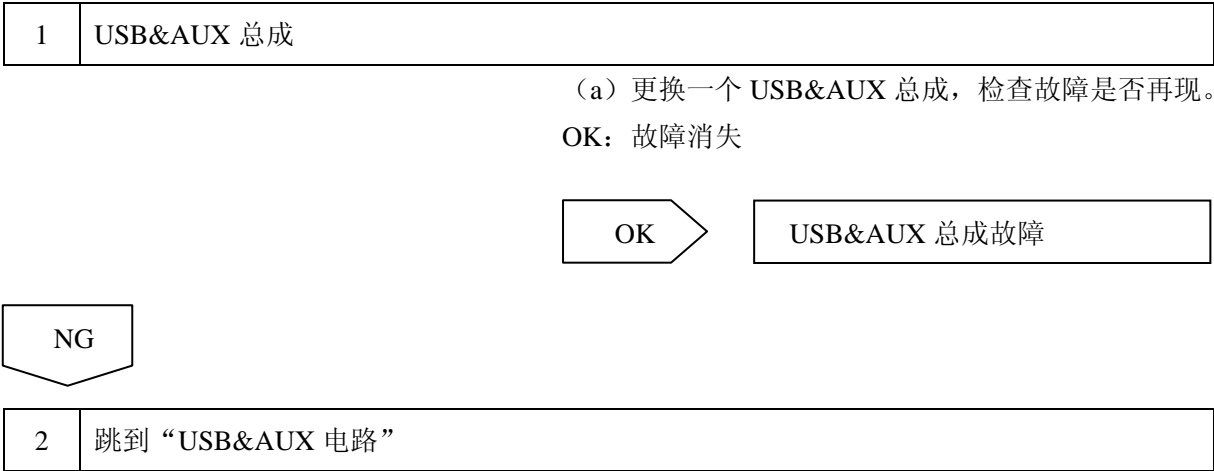 1 USB&AUX 总成
（a）更换一个 USB&AUX 总成，检查故障是否再现。
OK：故障消失
OK USB&AUX 总成故障
NG
2 跳到“USB&AUX 电路”